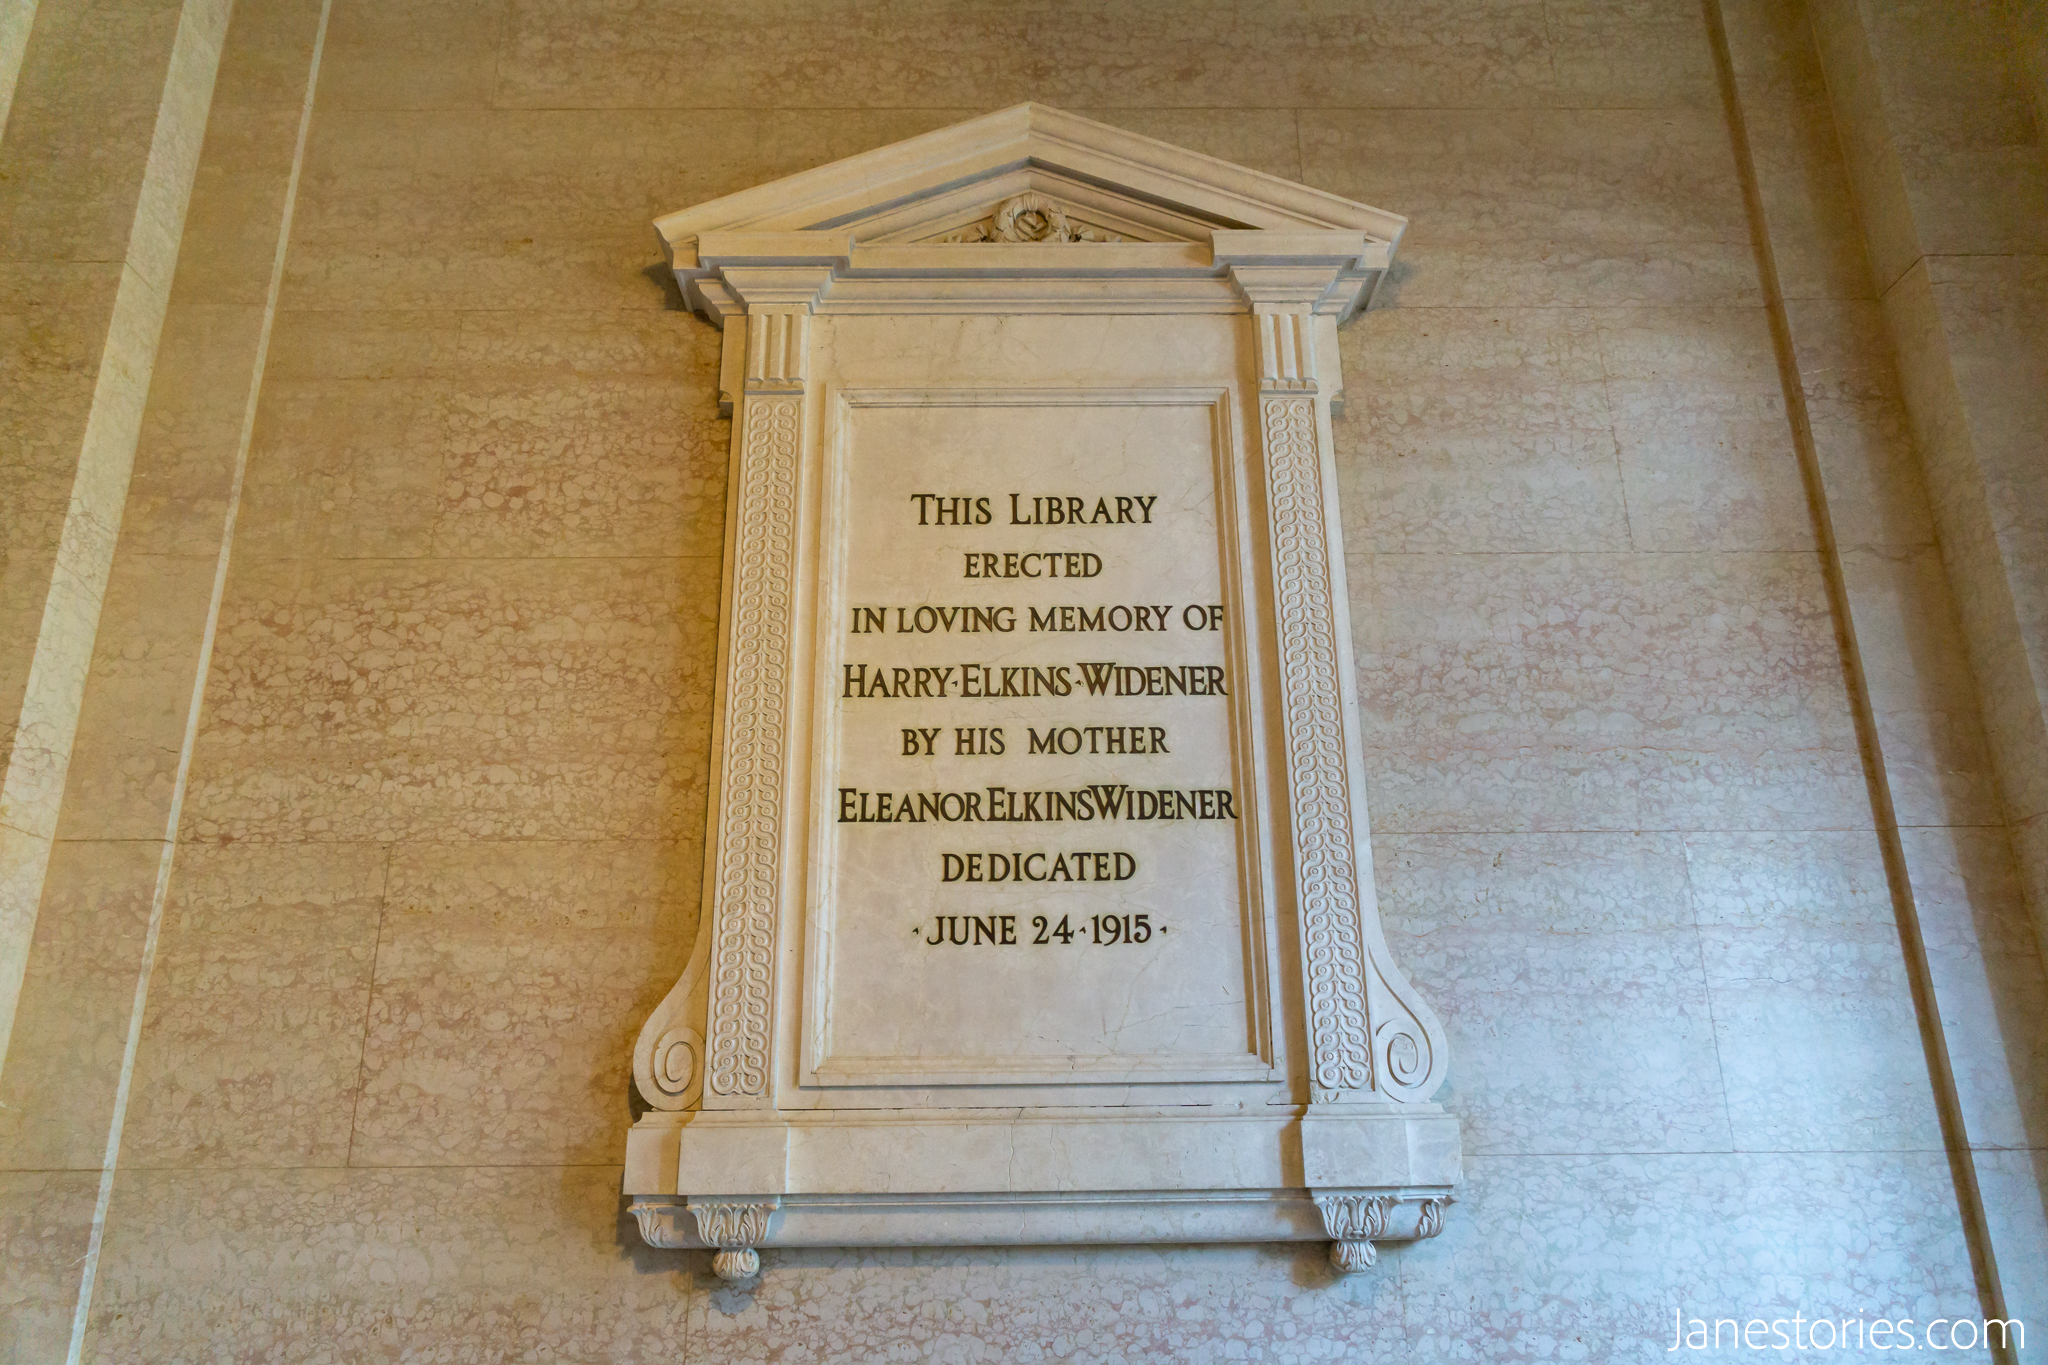 THIS LIBRARY
ERECTED
IN LOVING MEMORY OF
HARRY·ELKINS·WIDENER
BY HIS MOTHER
ELEANOR ELKINS WIDENER
DEDICATED
·JUNE 24·1915·
Janestories.com